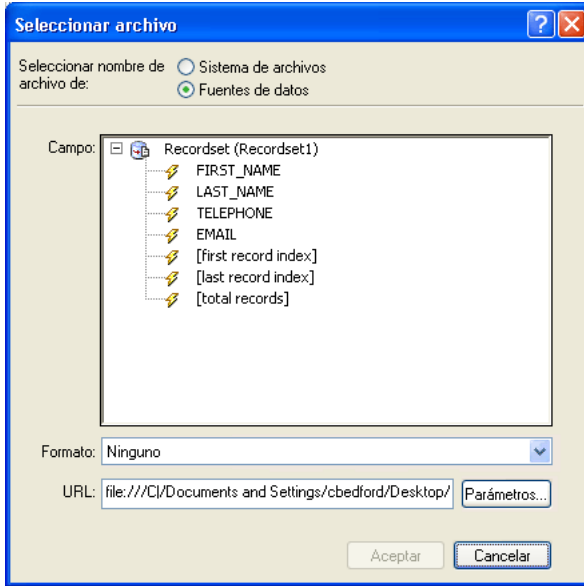 Seleccionar archivo
Seleccionar nombre de archivo de:
Sistema de archivos
Fuentes de datos
Campo:
Recordset (Recordset1)
FIRST_NAME
LAST_NAME
TELEPHONE
EMAIL
[first record index]
[last record index]
[total records]
Formato: Ninguno
URL: file:///C|/Documents and Settings/cbedford/Desktop/ Parámetros...
Aceptar Cancelar